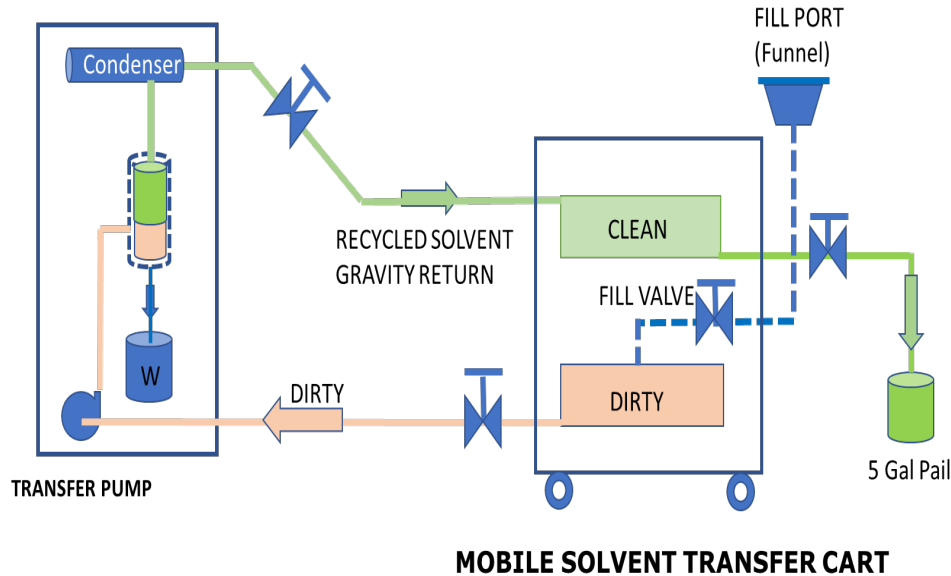 FILL PORT
(Funnel)
Condenser
CLEAN
RECYCLED SOLVENT
GRAVITY RETURN
FILL VALVE
W
DIRTY
DIRTY
5 Gal Pail
TRANSFER PUMP
MOBILE SOLVENT TRANSFER CART